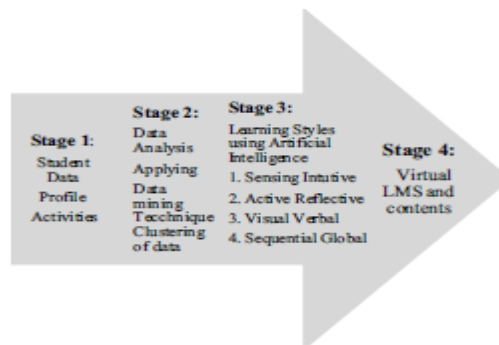 Stage 1:
Student
Data
Profile
Activities
Stage 2:
Data
Analysis
Applying
Data
mining
Tecchnique
Clustering
of data
Stage 3:
Learning Styles
using Artificial
Intelligence
1. Sensing Intutive
2. Active Reflective
3. Visual Verbal
4. Sequential Global
Stage 4:
Virtual
LMS and
contents